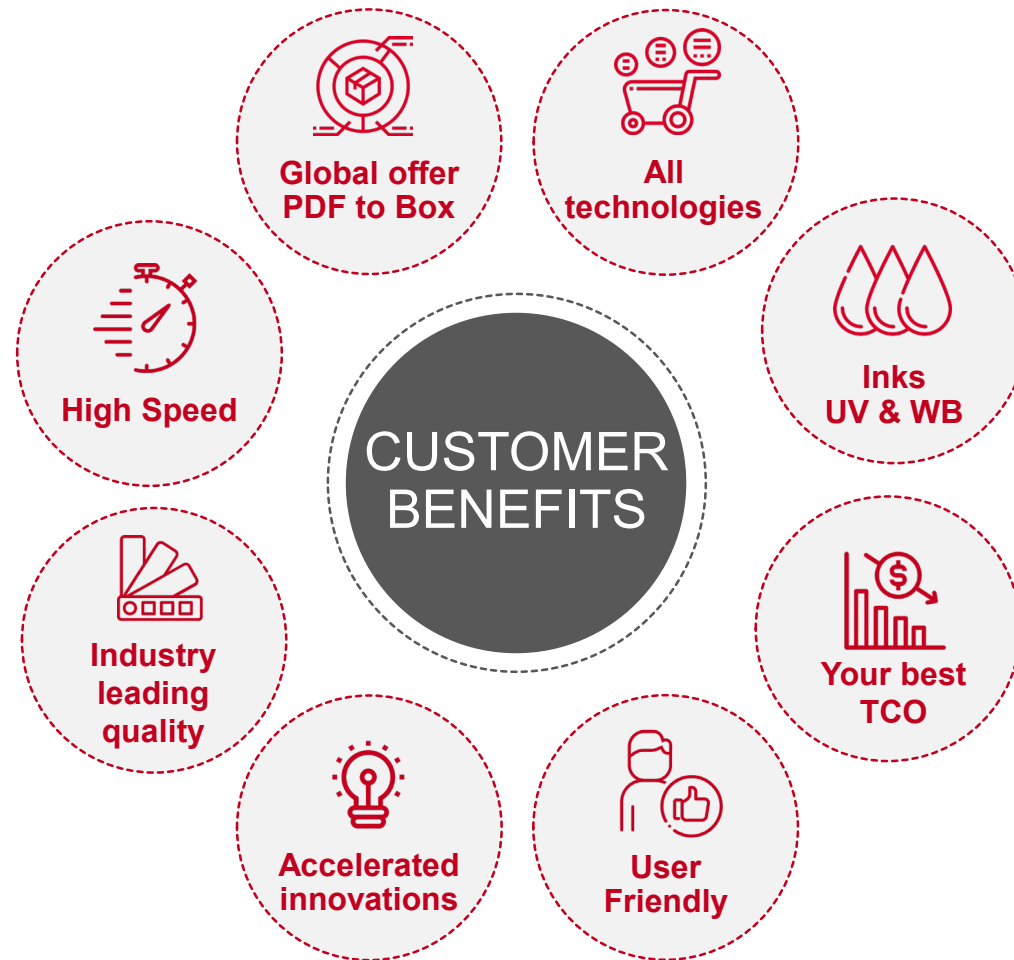 Global offer
PDF to Box
All
technologies
High Speed
Inks
UV & WB
CUSTOMER
BENEFITS
Industry
leading
quality
Your best
TCO
Accelerated
innovations
User
Friendly